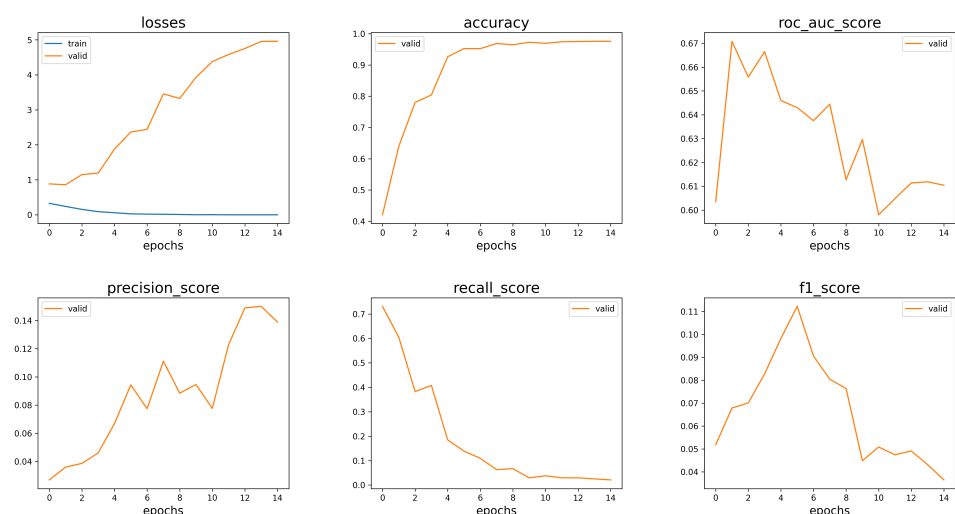 losses
train
valid
5
4
3
2
1
0
0 2 4 6 8 10 12 14
epochs
accuracy
valid
1.0
0.9
0.8
0.7
0.6
0.5
0.4
0 2 4 6 8 10 12 14
epochs
roc_auc_score
valid
0.67
0.66
0.65
0.64
0.63
0.62
0.61
0.60
0 2 4 6 8 10 12 14
epochs
precision_score
valid
0.14
0.12
0.10
0.08
0.06
0.04
0 2 4 6 8 10 12 14
epochs
recall_score
valid
0.7
0.6
0.5
0.4
0.3
0.2
0.1
0.0
0 2 4 6 8 10 12 14
epochs
f1_score
valid
0.11
0.10
0.09
0.08
0.07
0.06
0.05
0.04
0 2 4 6 8 10 12 14
epochs